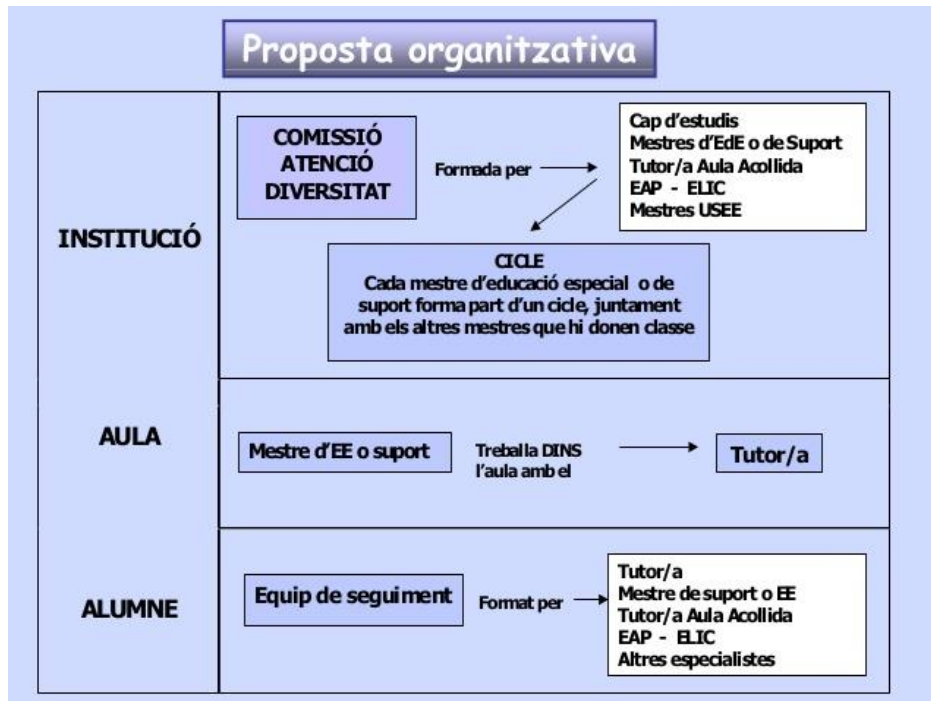 Proposta organitzativa
INSTITUCIÓ
COMISSIÓ
ATENCIÓ
DIVERSITAT
Formada per
Cap d'estudis
Mestres d'EdE o de Suport
Tutor/a Aula Acollida
EAP - ELIC
Mestres USEE
CICLE
Cada mestre d'educació especial o de
suport forma part d'un cicle, juntament
amb els altres mestres que hi donen classe
AULA
Mestre d'EE o suport
Treballa DINS
l'aula amb el
Tutor/a
ALUMNE
Equip de seguiment
Format per
Tutor/a
Mestre de suport o EE
Tutor/a Aula Acollida
EAP - ELIC
Altres especialistes